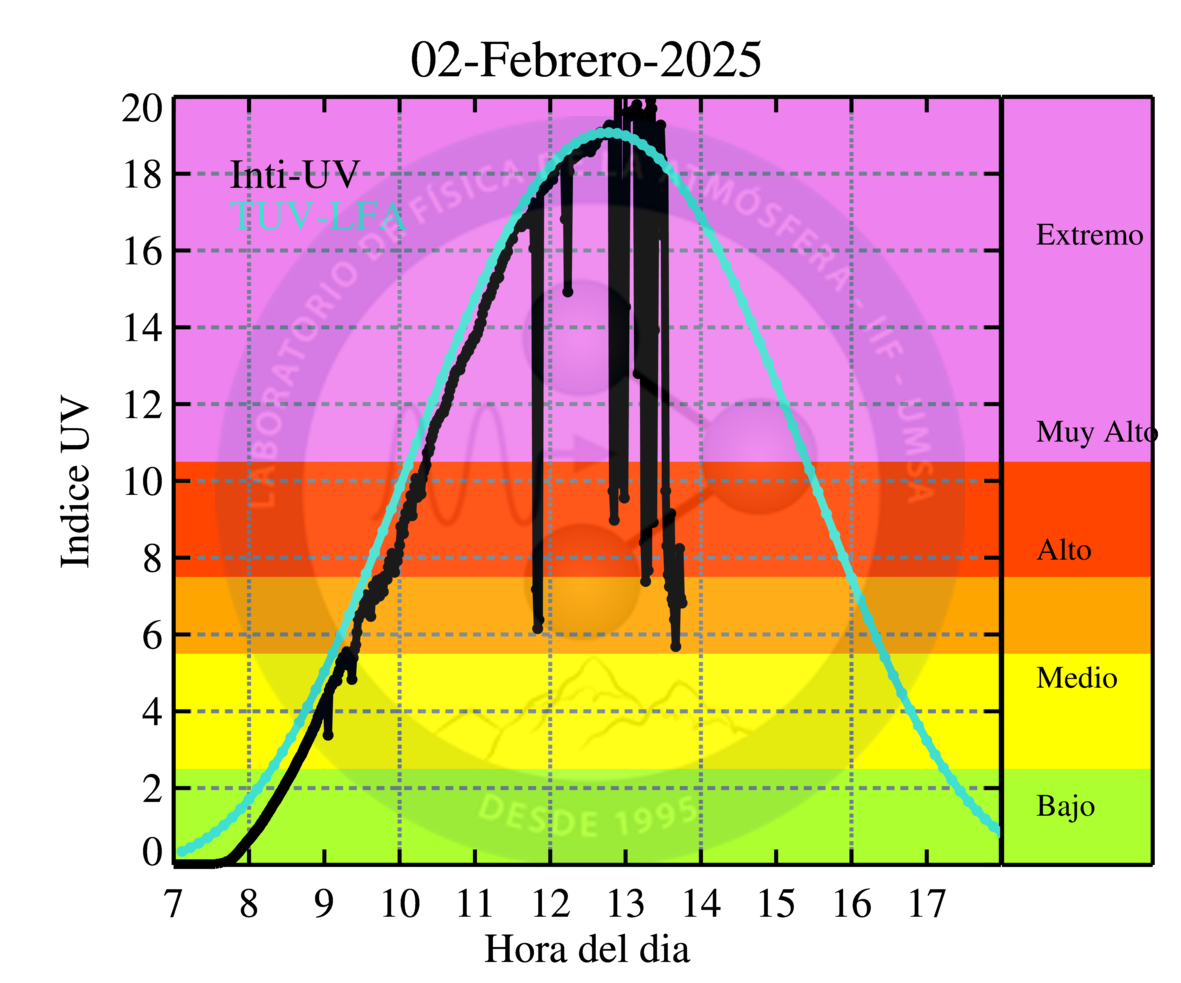 02-Febrero-2025
Inti-UV
TUV-LFA
Indice UV
20
18
16
14
12
10
8
6
4
2
0
7 8 9 10 11 12 13 14 15 16 17
Hora del dia
Extremo
Muy Alto
Alto
Medio
Bajo
LABORATORIO DE FÍSICA DE LA ATMÓSFERA - IIF - UMSA
DESDE 1995